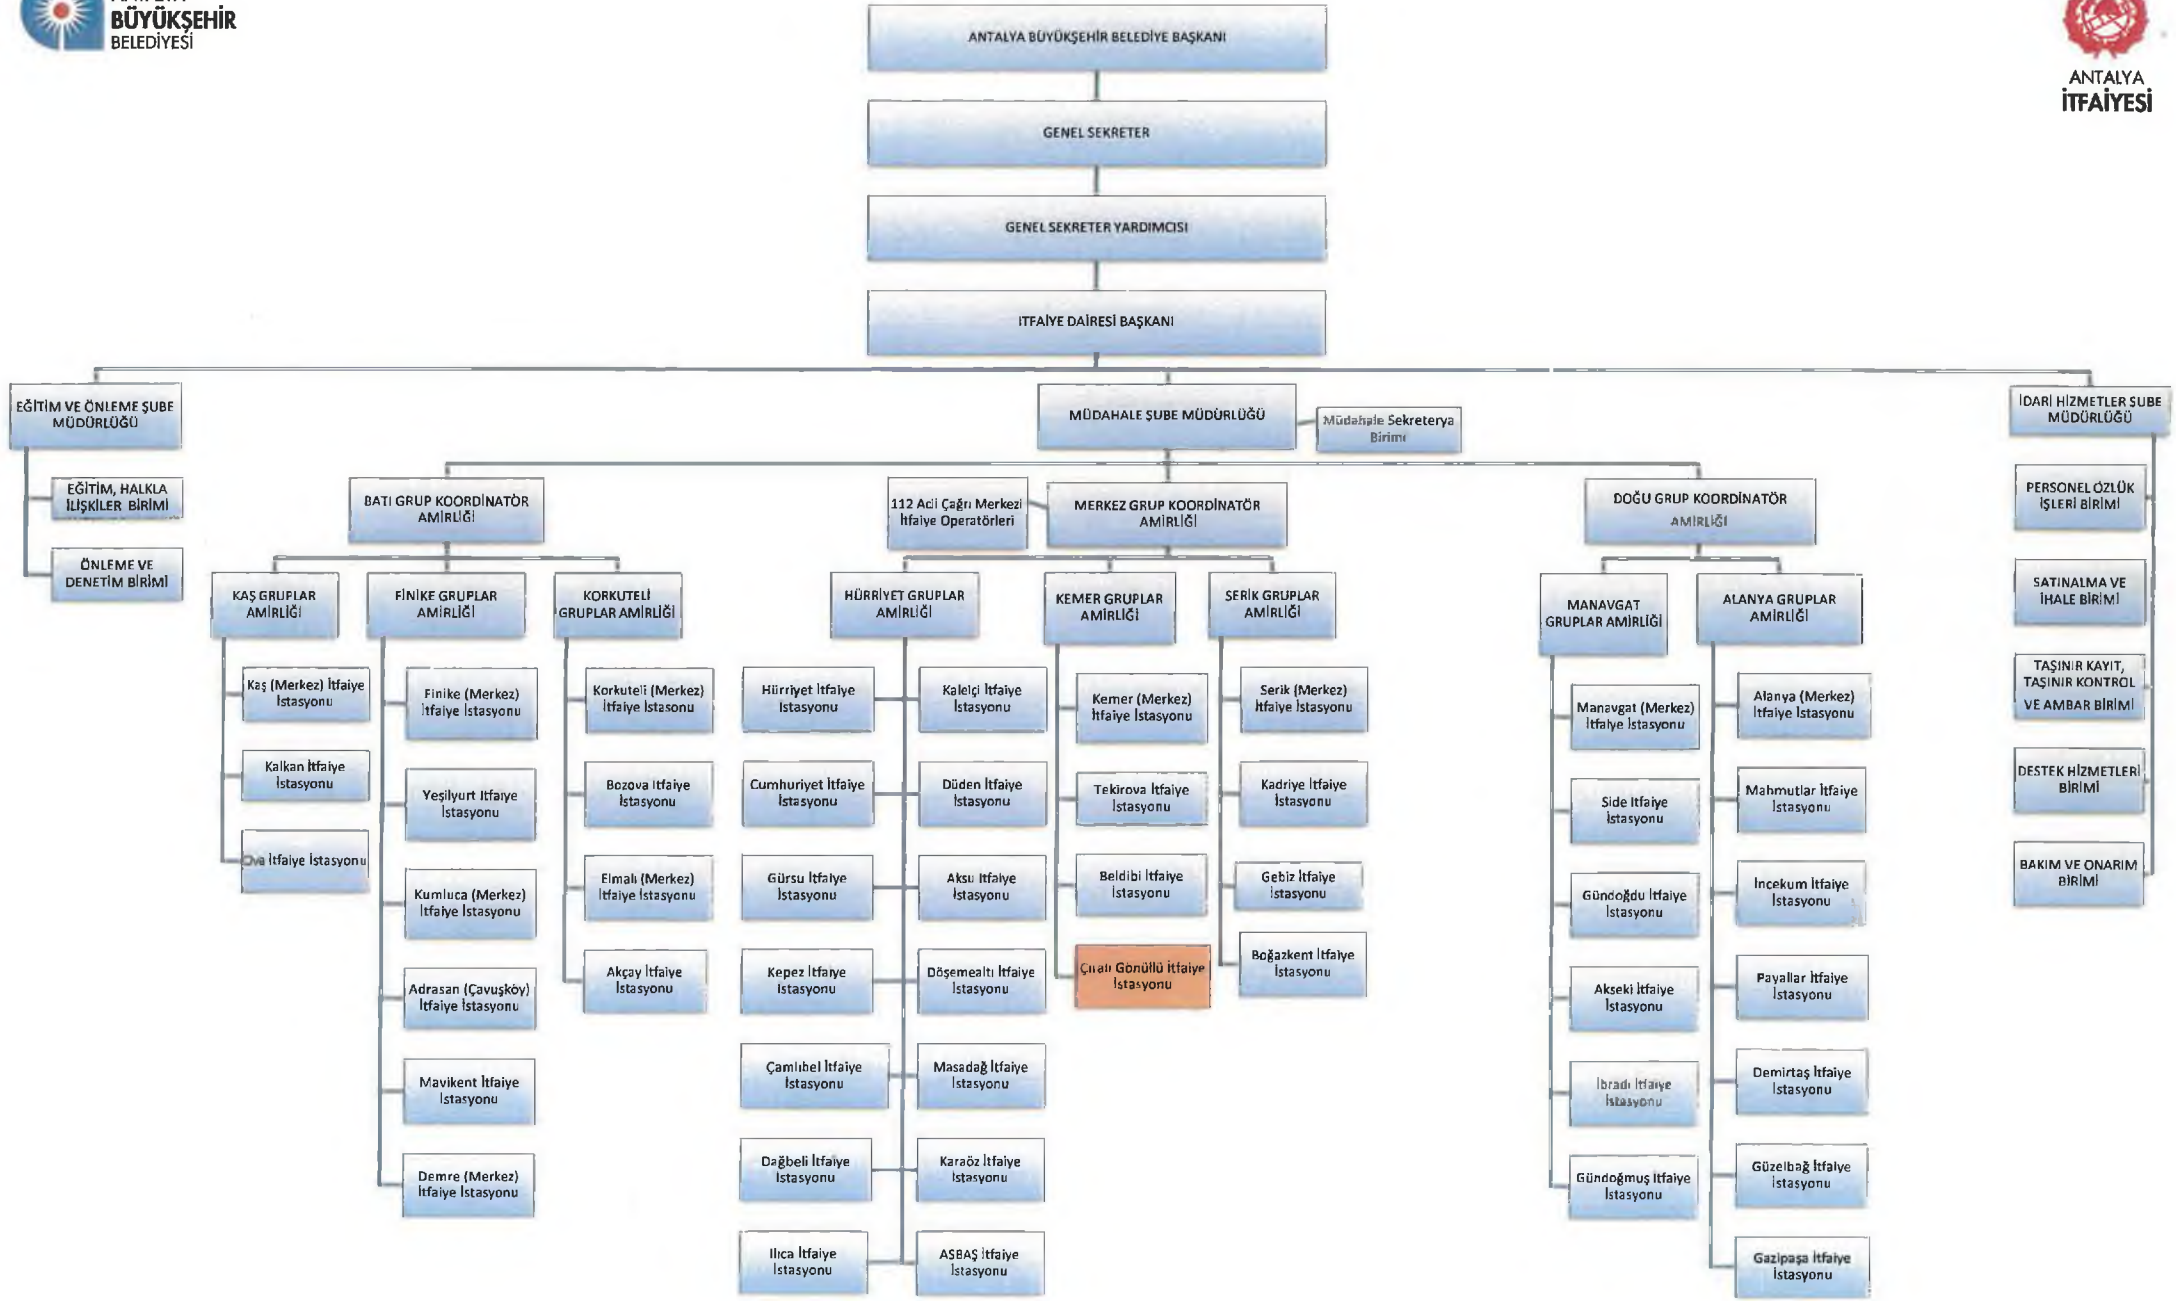 BÜYÜKŞEHİR
BELEDİYESİ
ANTALYA
İTFAİYESİ
ANTALYA BÜYÜKŞEHİR BELEDİYE BAŞKANI
GENEL SEKRETER
GENEL SEKRETER YARDIMCISI
İTFAİYE DAİRESİ BAŞKANI
EĞİTİM VE ÖNLEME ŞUBE
MÜDÜRLÜĞÜ
EĞİTİM, HALKLA
İLİŞKİLER BİRİMİ
ÖNLEME VE
DENETİM BİRİMİ
MÜDAHALE ŞUBE MÜDÜRLÜĞÜ
Müdahale Sekreterya
Birimi
İDARİ HİZMETLER ŞUBE
MÜDÜRLÜĞÜ
PERSONEL ÖZLÜK
İŞLERİ BİRİMİ
SATINALMA VE
İHALE BİRİMİ
TAŞINIR KAYIT,
TAŞINIR KONTROL
VE AMBAR BİRİMİ
DESTEK HİZMETLERİ
BİRİMİ
BAKIM VE ONARIM
BİRİMİ
BATI GRUP KOORDİNATÖR
AMİRLİĞİ
112 Acil Çağrı Merkezi
İtfaiye Operatörleri
MERKEZ GRUP KOORDİNATÖR
AMİRLİĞİ
DOĞU GRUP KOORDİNATÖR
AMİRLİĞİ
KAŞ GRUPLAR
AMİRLİĞİ
Kaş (Merkez) İtfaiye
İstasyonu
Kalkan İtfaiye
İstasyonu
Ova İtfaiye İstasyonu
FİNİKE GRUPLAR
AMİRLİĞİ
Finike (Merkez)
İtfaiye İstasyonu
Yeşilyurt İtfaiye
İstasyonu
Kumluca (Merkez)
İtfaiye İstasyonu
Adrasan (Çavuşköy)
İtfaiye İstasyonu
Mavikent İtfaiye
İstasyonu
Demre (Merkez)
İtfaiye İstasyonu
KORKUTELİ
GRUPLAR AMİRLİĞİ
Korkuteli (Merkez)
İtfaiye İstasonu
Bozova İtfaiye
İstasyonu
Elmalı (Merkez)
İtfaiye İstasyonu
Akçay İtfaiye
İstasyonu
HÜRRİYET GRUPLAR
AMİRLİĞİ
Hürriyet İtfaiye
İstasyonu
Kaleiçi İtfaiye
İstasyonu
Cumhuriyet İtfaiye
İstasyonu
Düden İtfaiye
İstasyonu
Gürsu İtfaiye
İstasyonu
Aksu İtfaiye
İstasyonu
Kepez İtfaiye
İstasyonu
Döşemealtı İtfaiye
İstasyonu
Çamlıbel İtfaiye
İstasyonu
Masadağ İtfaiye
İstasyonu
Dağbeli İtfaiye
İstasyonu
Karaöz İtfaiye
İstasyonu
Ilıca İtfaiye
İstasyonu
ASBAŞ İtfaiye
İstasyonu
KEMER GRUPLAR
AMİRLİĞİ
Kemer (Merkez)
İtfaiye İstasyonu
Tekirova İtfaiye
İstasyonu
Beldibi İtfaiye
İstasyonu
Çıralı Gönüllü İtfaiye
İstasyonu
SERİK GRUPLAR
AMİRLİĞİ
Serik (Merkez)
İtfaiye İstasyonu
Kadriye İtfaiye
İstasyonu
Gebiz İtfaiye
İstasyonu
Boğazkent İtfaiye
İstasyonu
MANAVGAT
GRUPLAR AMİRLİĞİ
Manavgat (Merkez)
İtfaiye İstasyonu
Side İtfaiye
İstasyonu
Gündoğdu İtfaiye
İstasyonu
Akseki İtfaiye
İstasyonu
İbradı İtfaiye
İstasyonu
Gündoğmuş İtfaiye
İstasyonu
ALANYA GRUPLAR
AMİRLİĞİ
Alanya (Merkez)
İtfaiye İstasyonu
Mahmutlar İtfaiye
İstasyonu
İncekum İtfaiye
İstasyonu
Payallar İtfaiye
İstasyonu
Demirtaş İtfaiye
İstasyonu
Güzelbağ İtfaiye
İstasyonu
Gazipaşa İtfaiye
İstasyonu